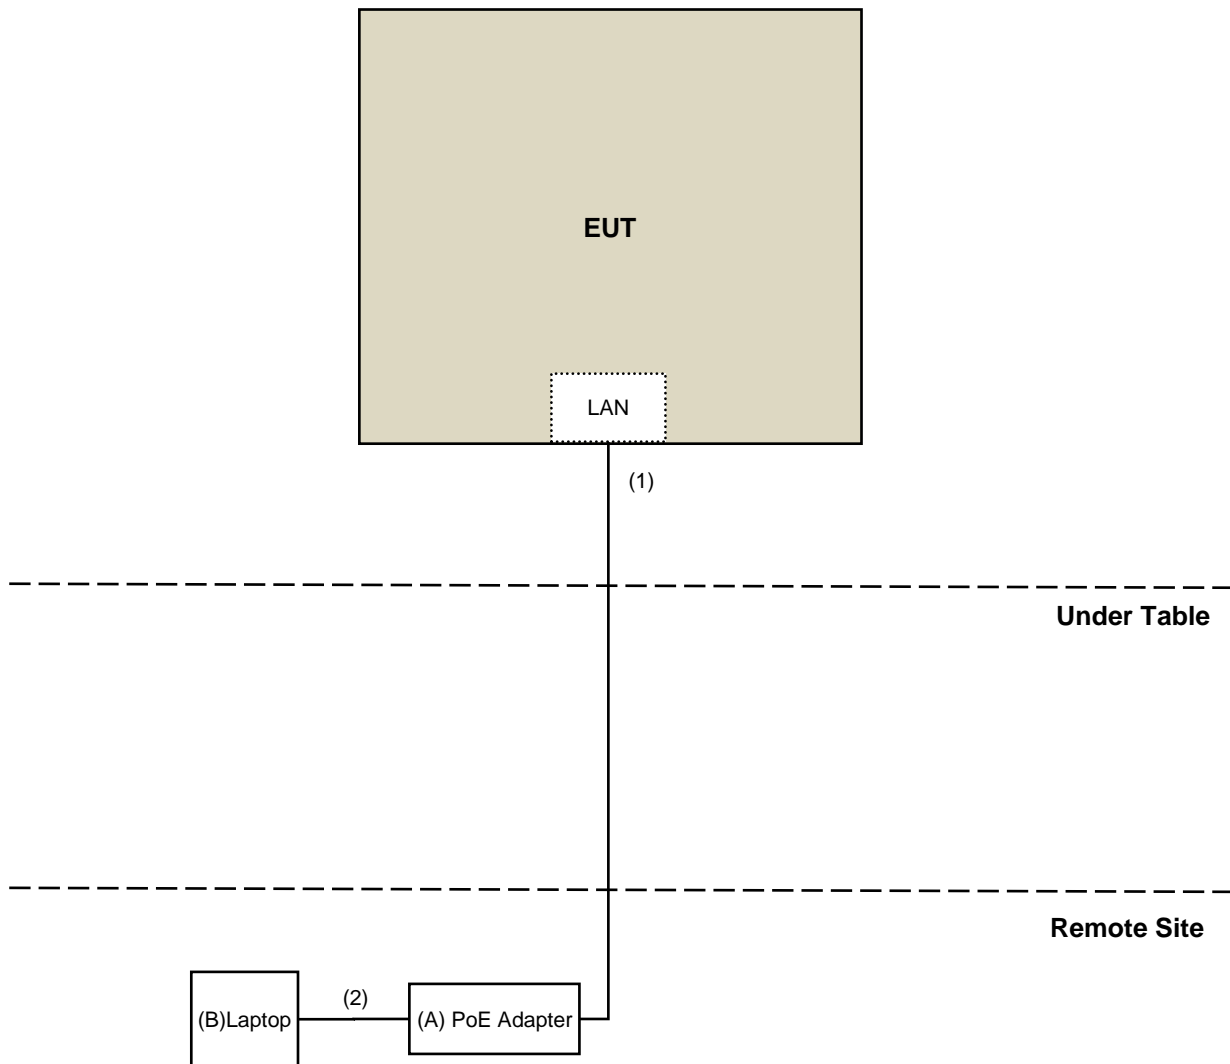 EUT
LAN
(1)
Under Table
Remote Site
(B)Laptop
(2)
(A) PoE Adapter